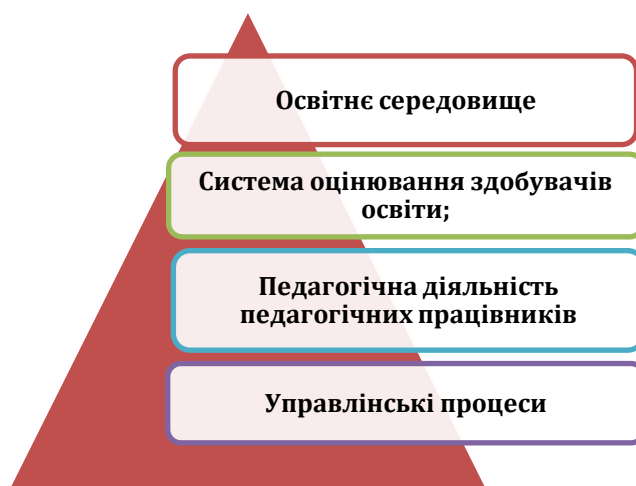 Освітнє середовище
Система оцінювання здобувачів
освіти;
Педагогічна діяльність
педагогічних працівників
Управлінські процеси